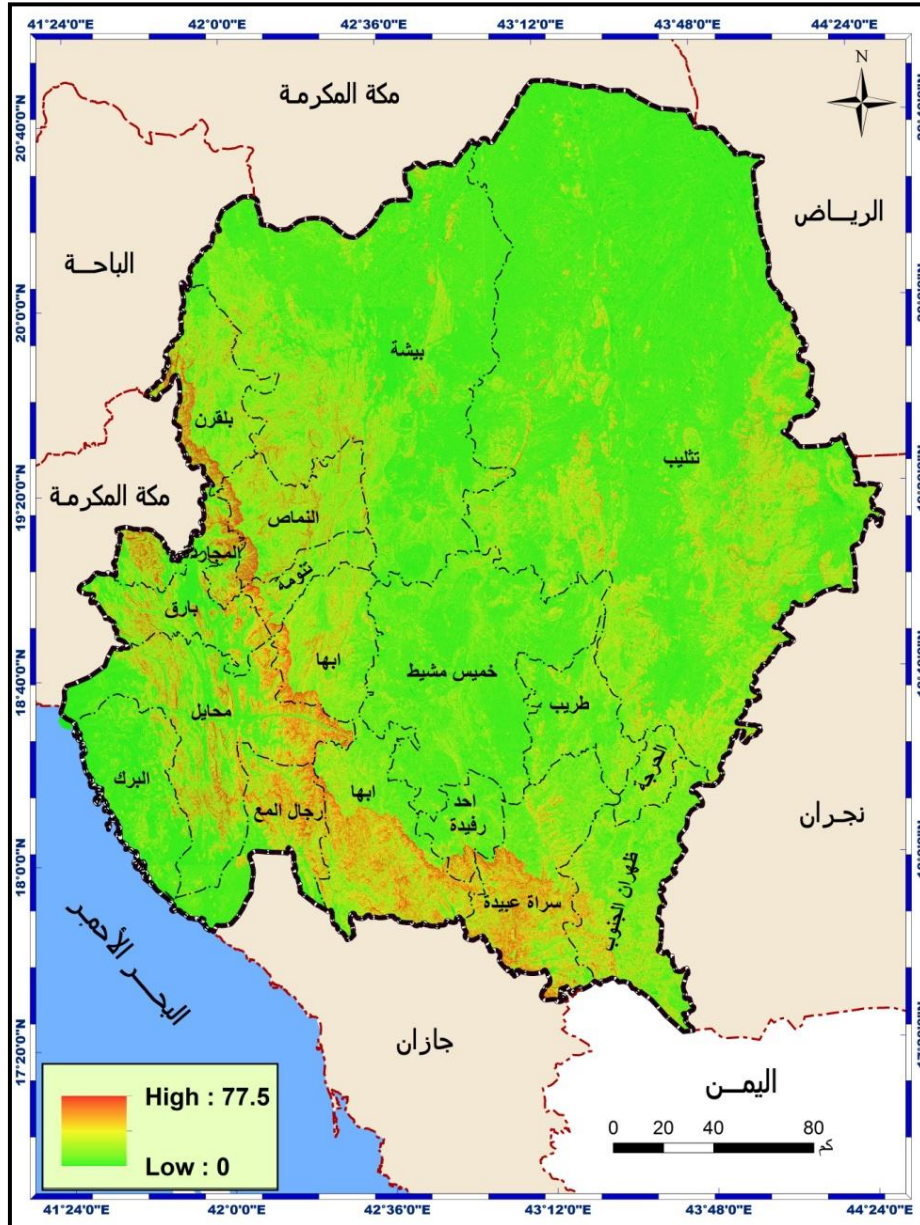 41°24'0"E
42°0'0"E
42°36'0"E
43°12'0"E
43°48'0"E
44°24'0"E
N
مكة المكرمة
20°40'0"N
الرياض
الباحة
20°0'0"N
بيشة
بلقرن
تثليث
مكة المكرمة
19°20'0"N
النماص
المجاردة
تنومة
بارق
ابها
خميس مشيط
18°40'0"N
محايل
طريب
الحرجة
البرك
رجال المع
ابها
احد
رفيدة
نجران
18°0'0"N
سراة عبيدة
ظهران الجنوب
البحر الأحمر
جازان
17°20'0"N
اليمن
High : 77.5
Low : 0
0 20 40 80
كم
41°24'0"E
42°0'0"E
42°36'0"E
43°12'0"E
43°48'0"E
44°24'0"E